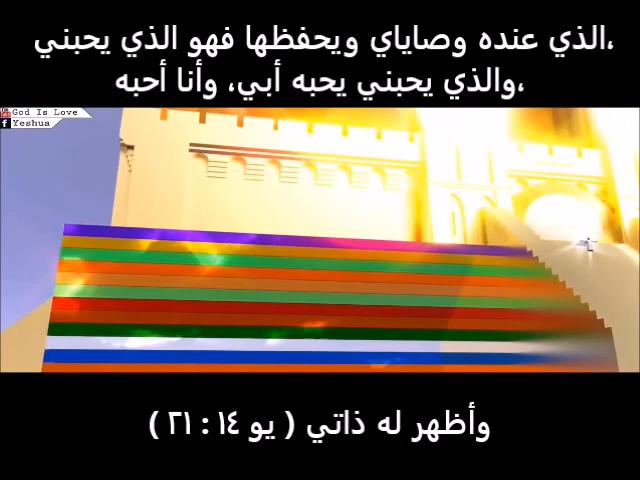 الذي عنده وصاياي ويحفظها فهو الذي يحبني،
والذي يحبني يحبه أبي، وأنا أحبه،
God Is Love
Yeshua
وأظهر له ذاتي ( يو ١٤ : ٢١ )